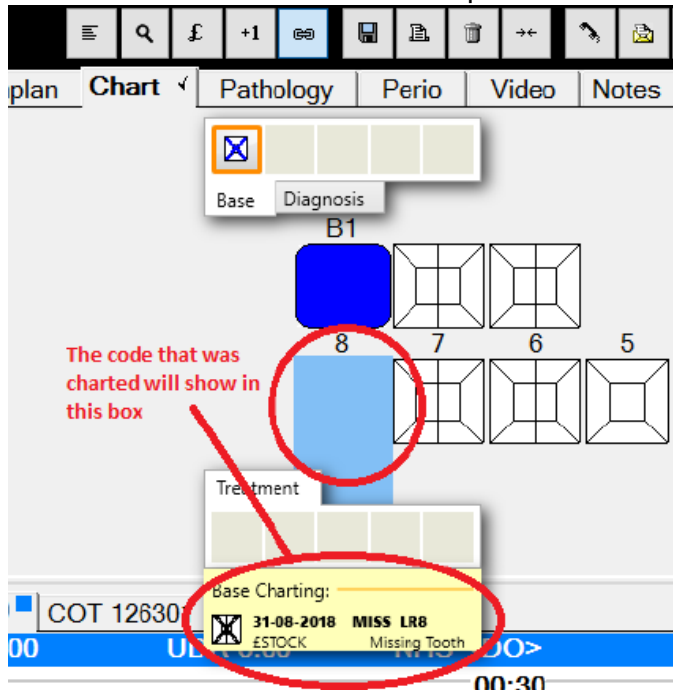 £ +1
plan Chart √ Pathology Perio Video Notes
Base Diagnosis
B1
8 7 6 5
The code that was
charted will show in
this box
Treatment
Base Charting:
COT 12630
31-08-2018 MISS LR8
£STOCK Missing Tooth
00 DO>
00:30